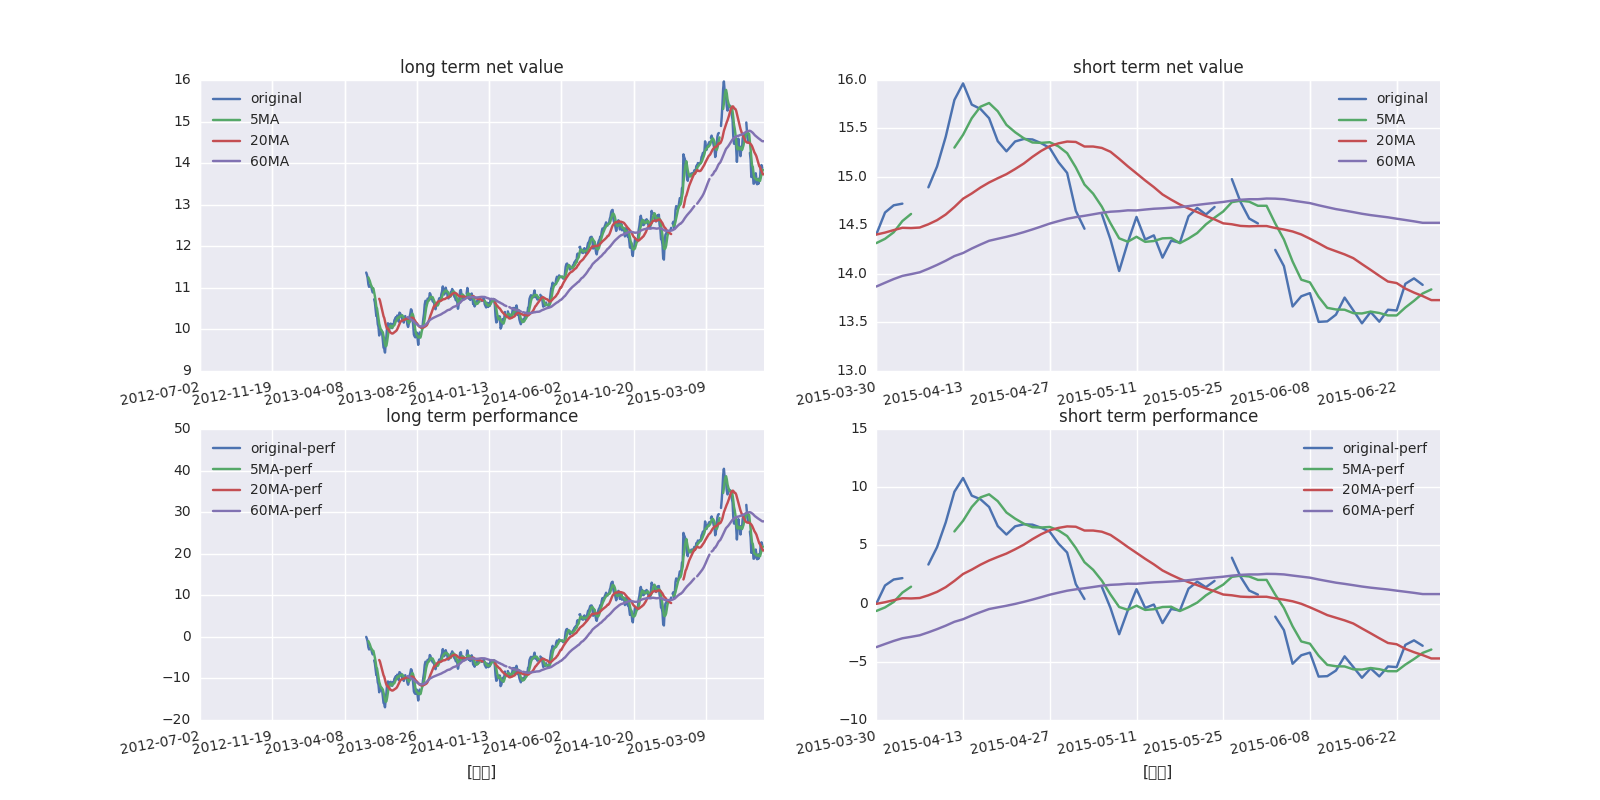 long term net value
16
15
14
13
12
11
10
9
original
5MA
20MA
60MA
2012-07-02
2012-11-19
2013-04-08
2013-08-26
2014-01-13
2014-06-02
2014-10-20
2015-03-09
short term net value
16.0
15.5
15.0
14.5
14.0
13.5
13.0
original
5MA
20MA
60MA
2015-03-30
2015-04-13
2015-04-27
2015-05-11
2015-05-25
2015-06-08
2015-06-22
long term performance
50
40
30
20
10
0
−10
−20
original-perf
5MA-perf
20MA-perf
60MA-perf
2012-07-02
2012-11-19
2013-04-08
2013-08-26
2014-01-13
2014-06-02
2014-10-20
2015-03-09
short term performance
15
10
5
0
−5
−10
original-perf
5MA-perf
20MA-perf
60MA-perf
2015-03-30
2015-04-13
2015-04-27
2015-05-11
2015-05-25
2015-06-08
2015-06-22